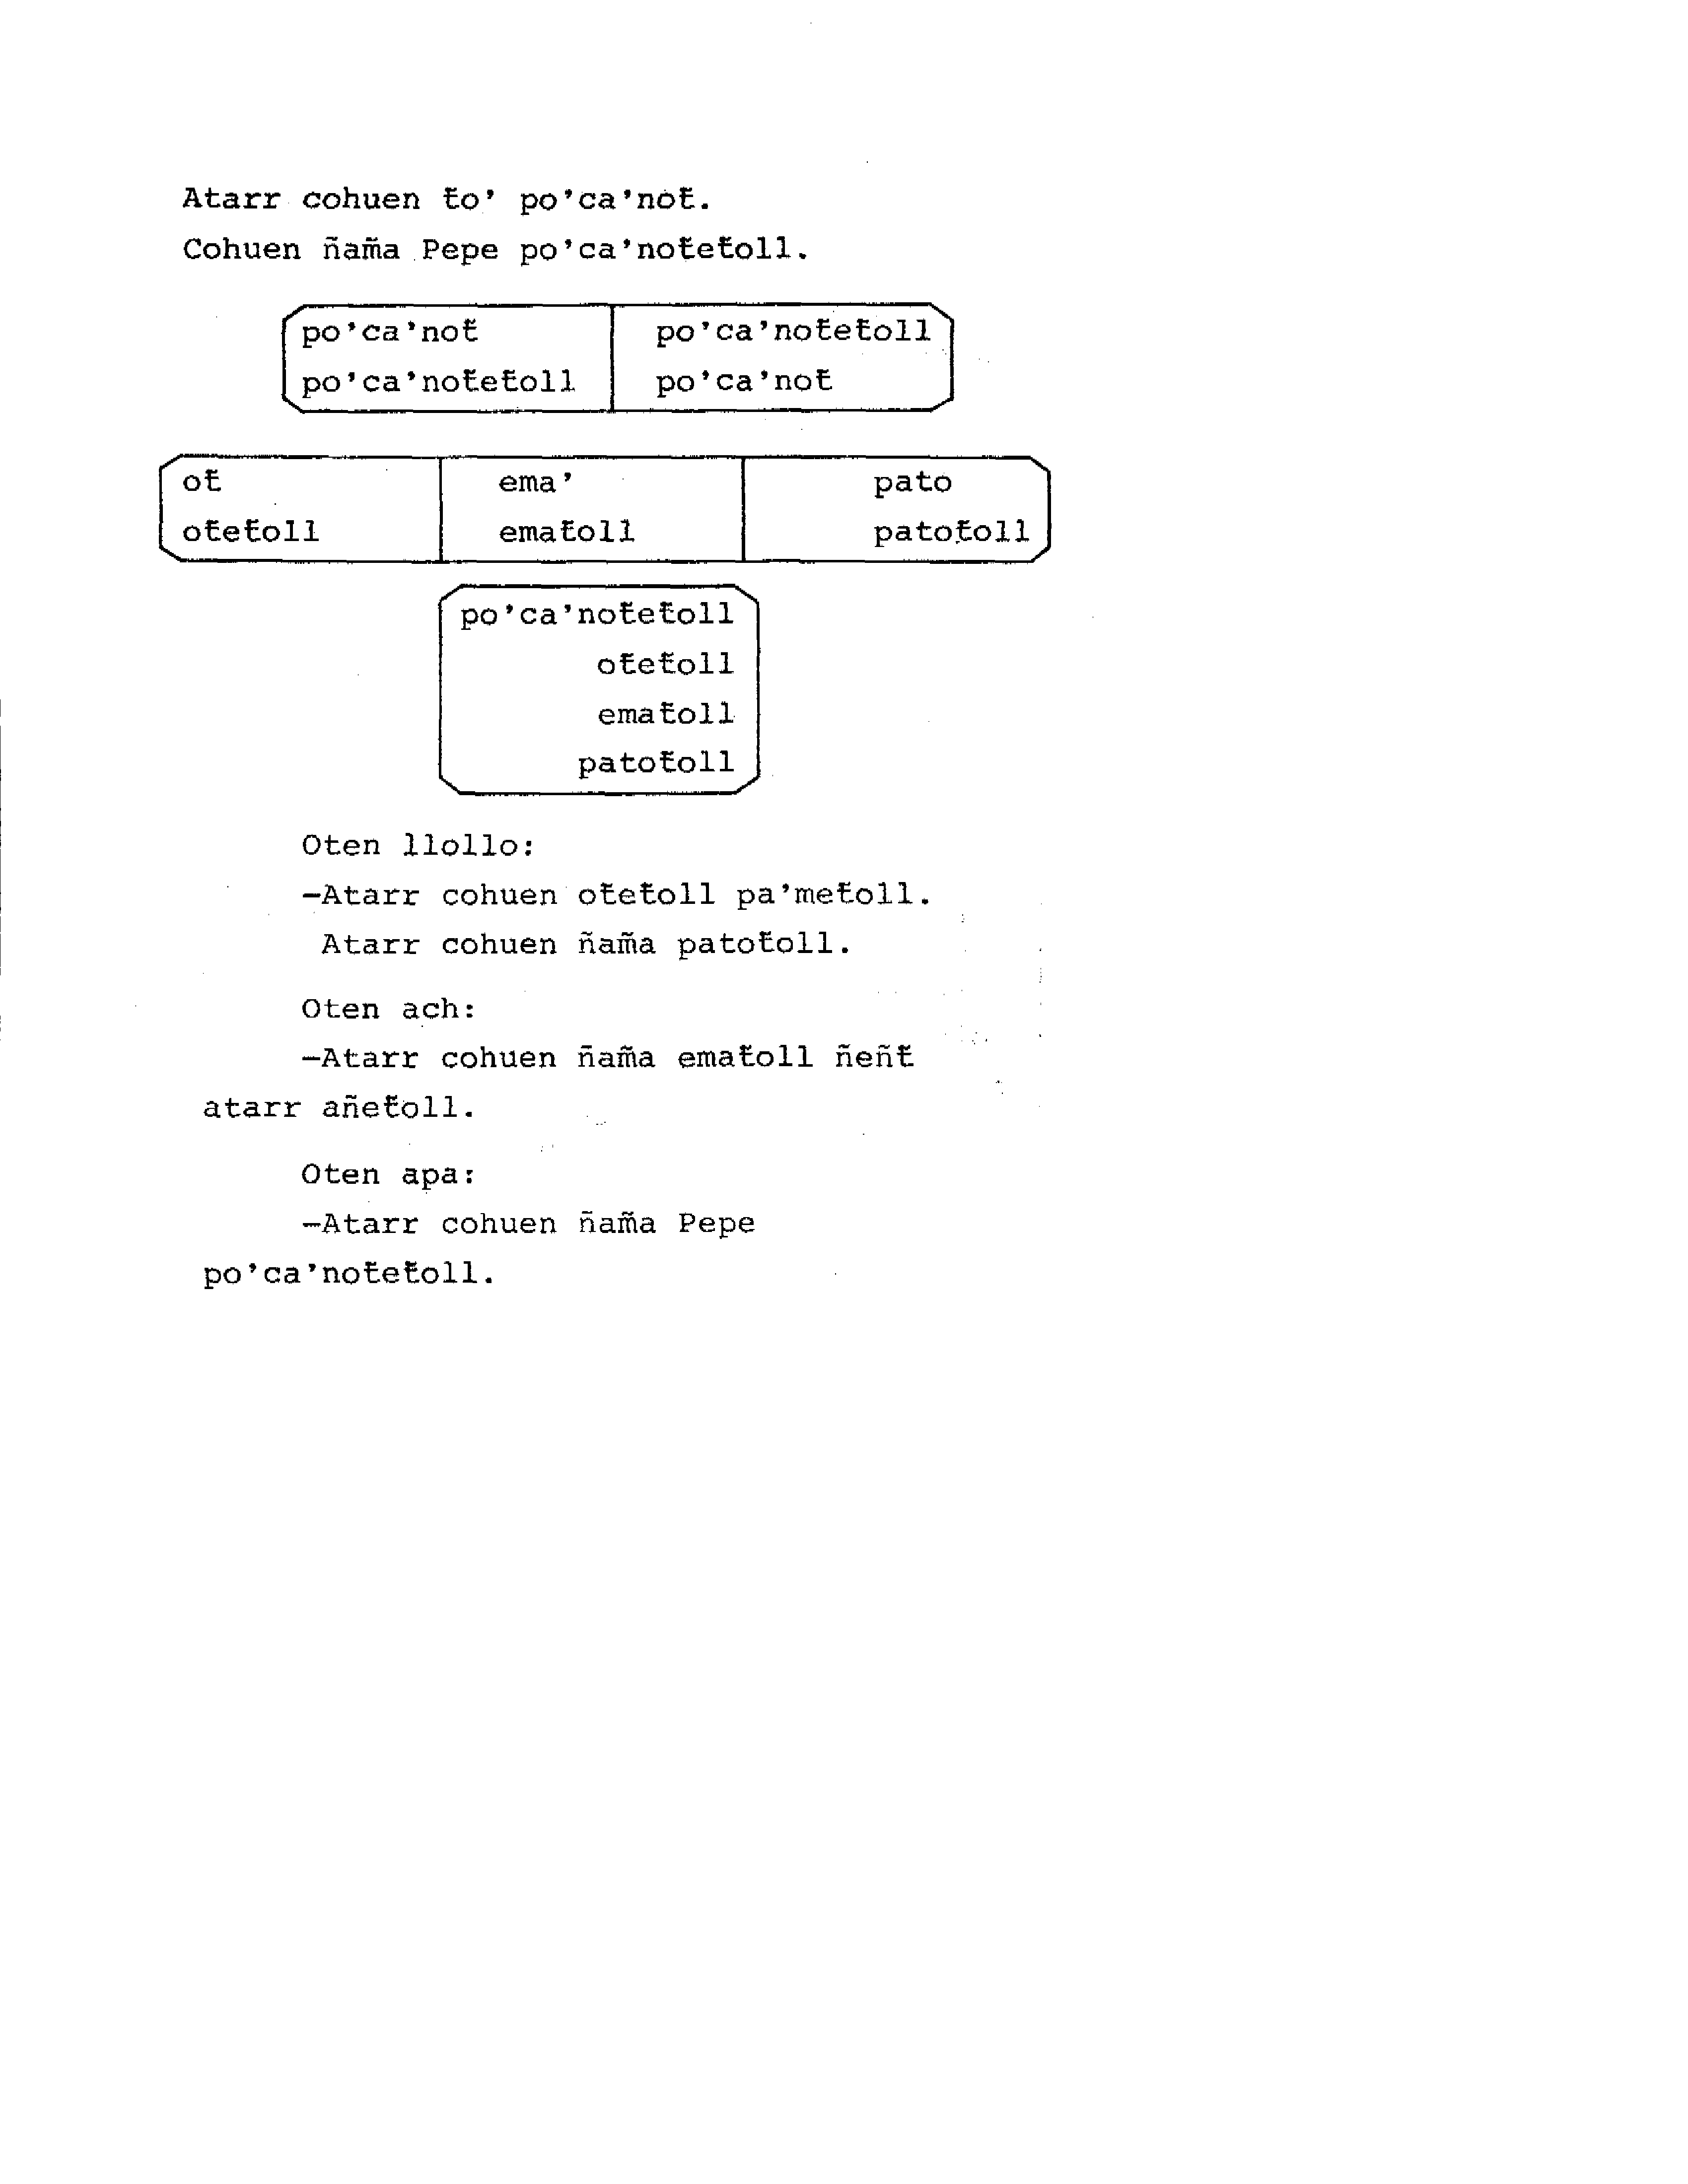 Atarr cohuen t̃o' po'ca'not̃.
Cohuen ñam̃a Pepe po'ca'not̃et̃oll.
po'ca'not̃ po'ca'not̃et̃oll
po'ca'not̃et̃oll po'ca'not̃
ot̃ ema' pato
ot̃et̃oll emat̃oll patot̃oll
po'ca'not̃et̃oll
ot̃et̃oll
emat̃oll
patot̃oll
Oten llollo:
—Atarr cohuen ot̃et̃oll pa'met̃oll.
Atarr cohuen ñam̃a patot̃oll.
Oten ach:
—Atarr cohuen ñam̃a emat̃oll ñeñt̃
atarr añet̃oll.
Oten apa:
—Atarr cohuen ñam̃a Pepe
po'ca'not̃et̃oll.